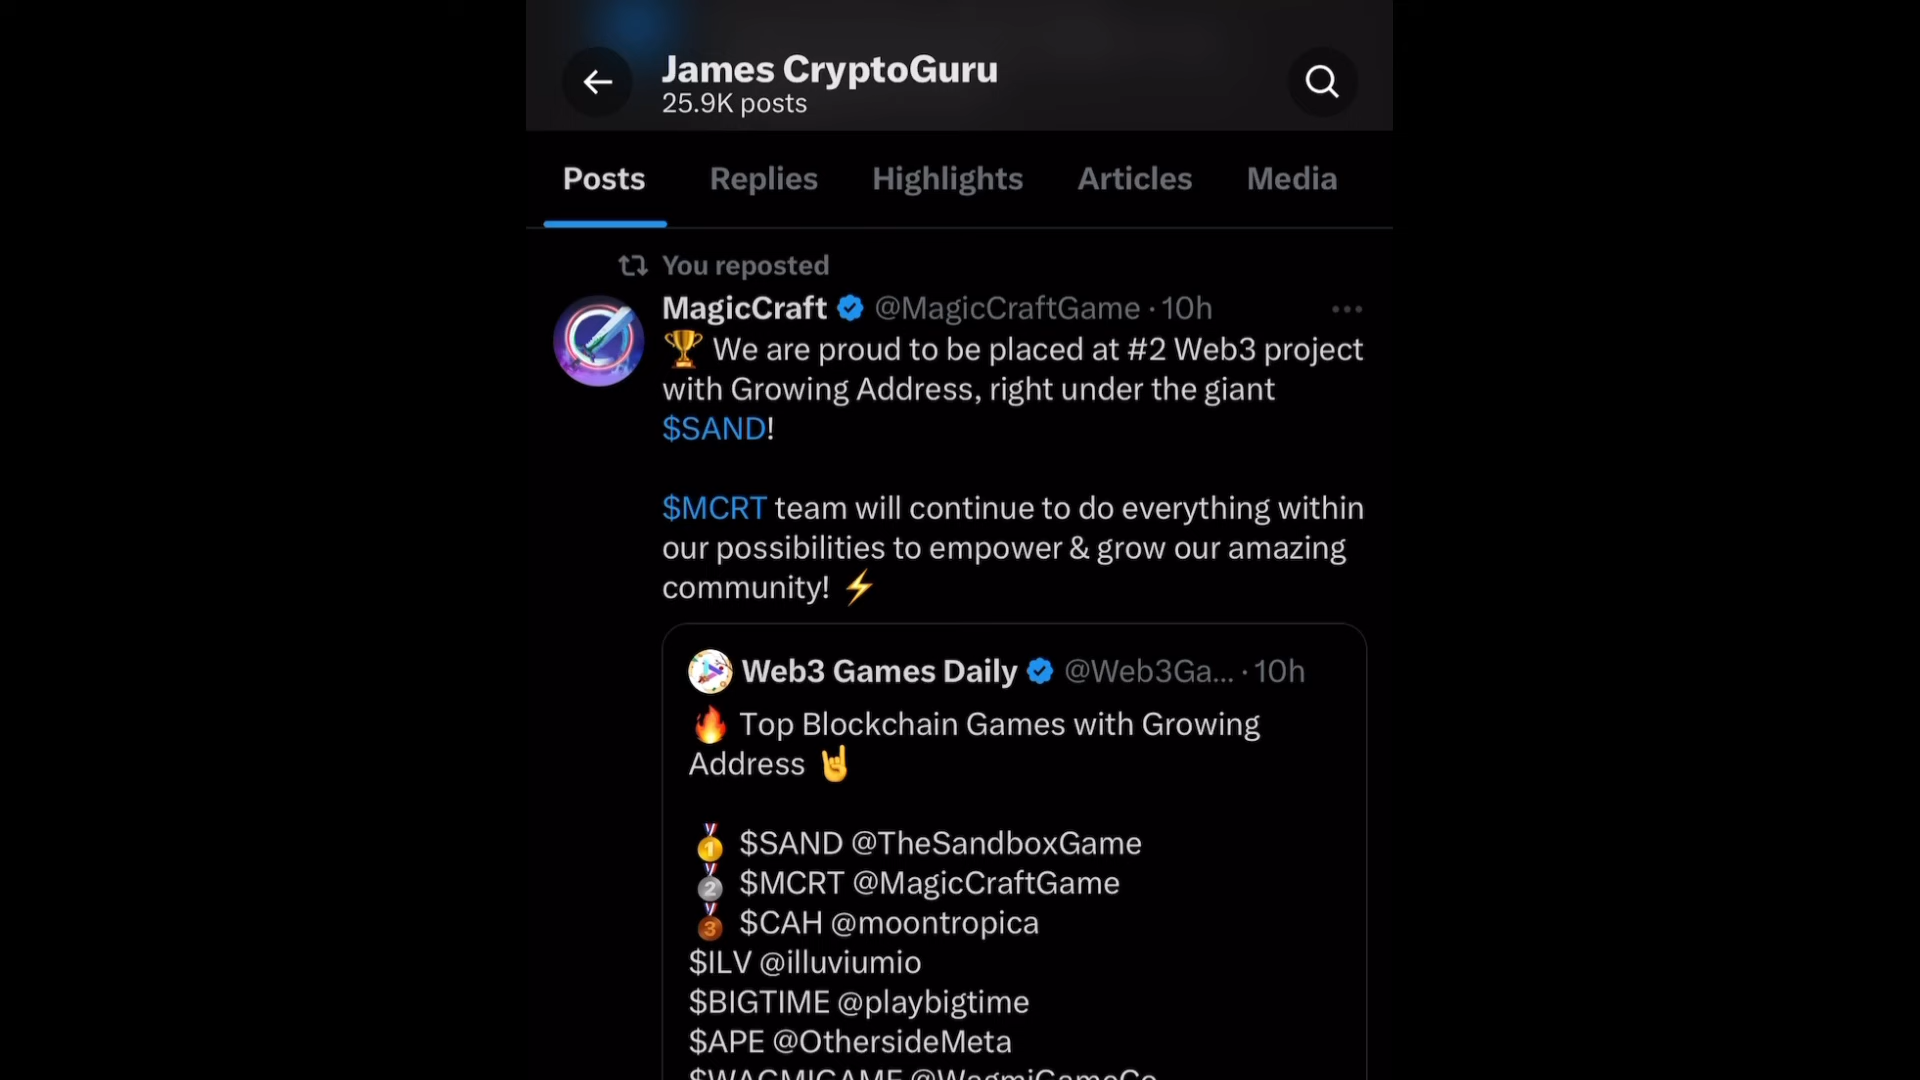 James CryptoGuru
25.9K posts
Posts Replies Highlights Articles Media
You reposted
MagicCraft @MagicCraftGame · 10h
🏆 We are proud to be placed at #2 Web3 project
with Growing Address, right under the giant
$SAND!
$MCRT team will continue to do everything within
our possibilities to empower & grow our amazing
community! ⚡
Web3 Games Daily @Web3Ga... · 10h
🔥 Top Blockchain Games with Growing
Address 🤘
🥇 $SAND @TheSandboxGame
🥈 $MCRT @MagicCraftGame
🥉 $CAH @moontropica
$ILV @illuviumio
$BIGTIME @playbigtime
$APE @OthersideMeta
$WAGMIGAME @WagmiGameCo